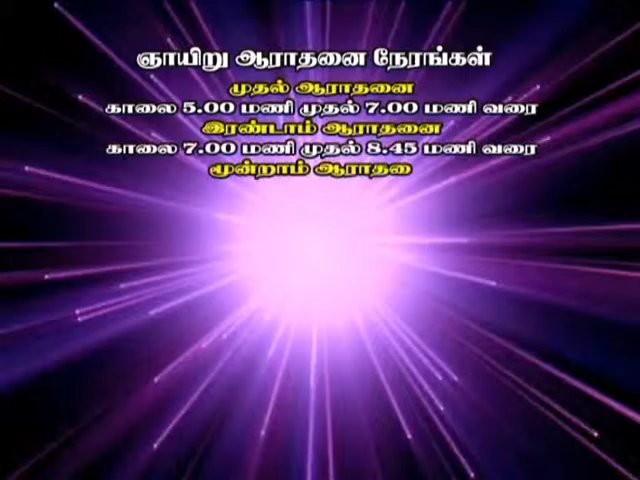 ஞாயிறு ஆராதனை நேரங்கள்
முதல் ஆராதனை
காலை 5.00 மணி முதல் 7.00 மணி வரை
இரண்டாம் ஆராதனை
காலை 7.00 மணி முதல் 8.45 மணி வரை
மூன்றாம் ஆராதனை